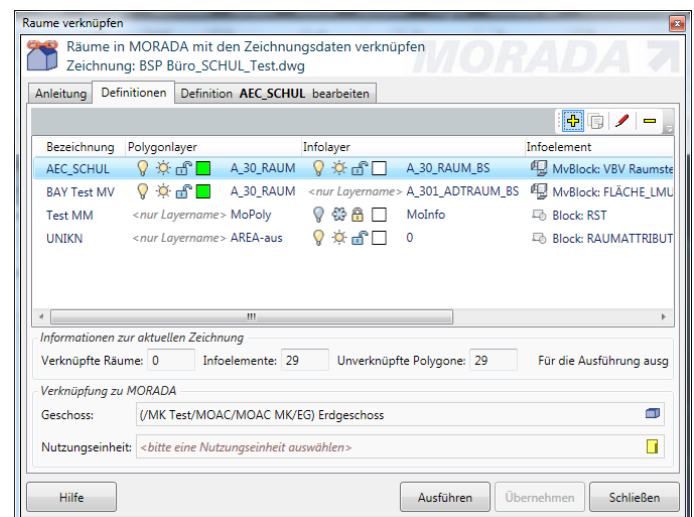 Raume verknüpfen
Räume in MORADA mit den Zeichnungsdaten verknüpfen
Zeichnung: BSP Büro_SCHUL_Test.dwg
MORADA
Anleitung Definitionen Definition AEC_SCHUL bearbeiten
Bezeichnung Polygonlayer Infolayer Infoelement
AEC_SCHUL A_30_RAUM A_30_RAUM_BS MvBlock: VBV Raumste
BAY Test MV A_30_RAUM <nur Layername> A_301_ADTRAUM_BS MvBlock: FLÄCHE_LMU
Test MM <nur Layername> MoPoly MoInfo Block: RST
UNIKN <nur Layername> AREA-aus 0 Block: RAUMATTRIBUT
Informationen zur aktuellen Zeichnung
Verknüpfte Räume: 0 Infoelemente: 29 Unverknüpfte Polygone: 29 Für die Ausführung ausg
Verknüpfung zu MORADA
Geschoss: (/MK Test/MOAC/MOAC MK/EG) Erdgeschoss
Nutzungseinheit: <bitte eine Nutzungseinheit auswählen>
Hilfe Ausführen Übernehmen Schließen